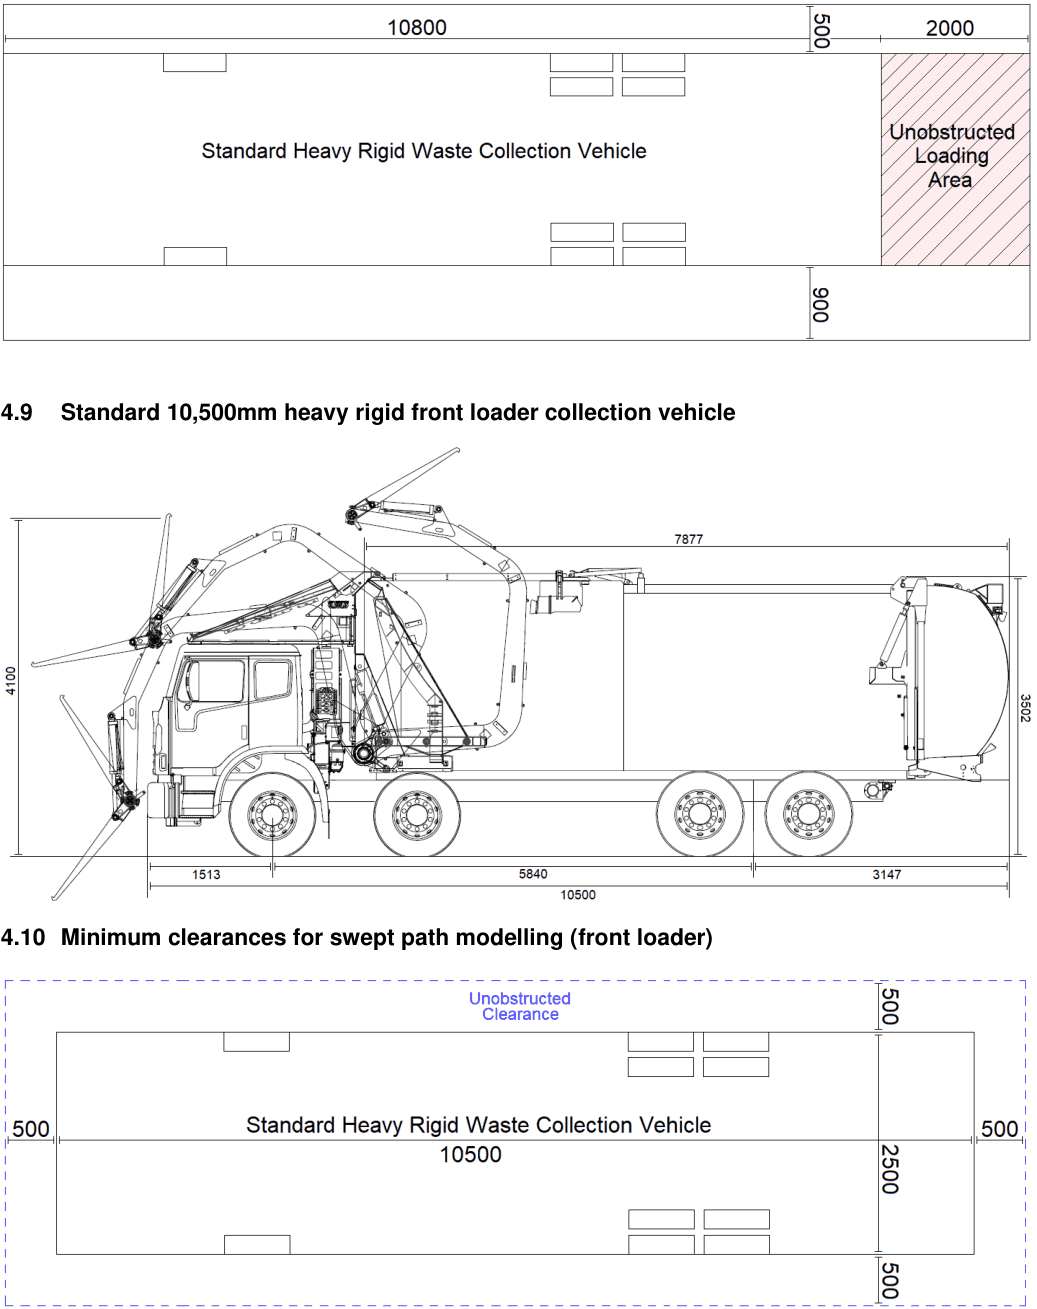 10800
500
2000
Standard Heavy Rigid Waste Collection Vehicle
Unobstructed
Loading
Area
900
4.9 Standard 10,500mm heavy rigid front loader collection vehicle
7877
4100
3502
1513
5840
3147
10500
4.10 Minimum clearances for swept path modelling (front loader)
Unobstructed
Clearance
500
Standard Heavy Rigid Waste Collection Vehicle
500
500
10500
2500
500